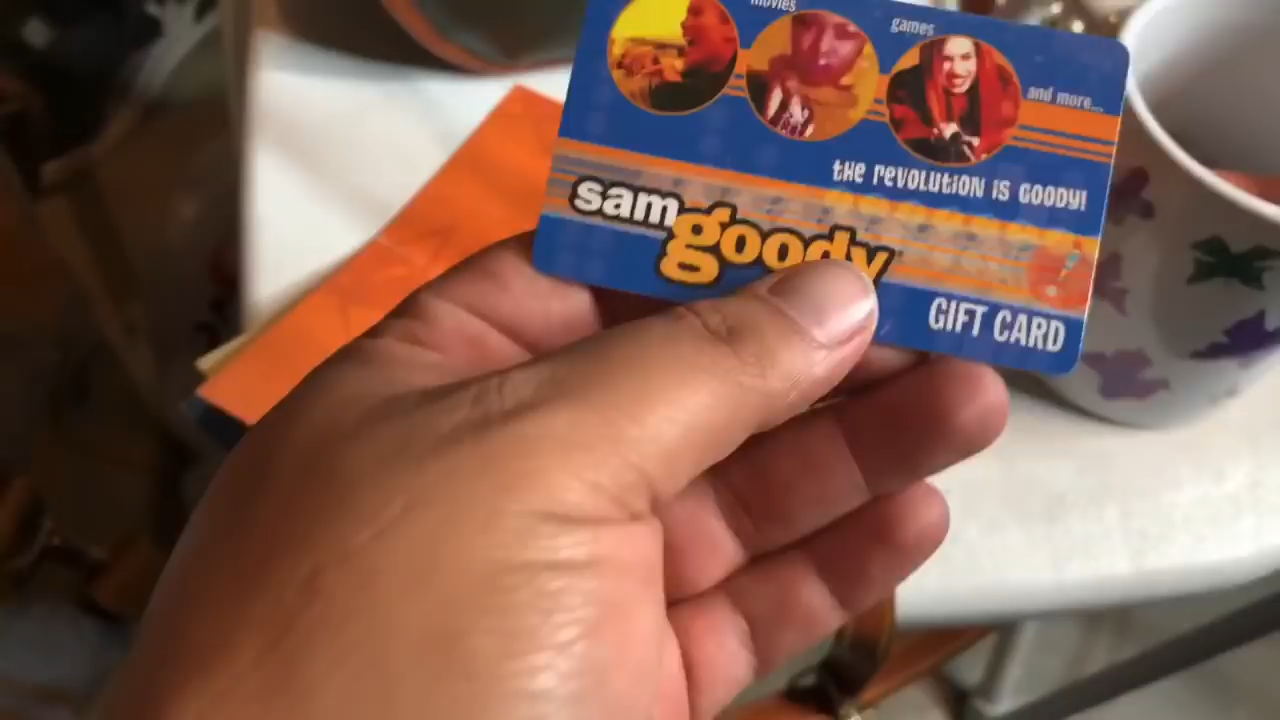 movies
games
and more...
THE REVOLUTION IS GOODY!
sam
goody
GIFT CARD